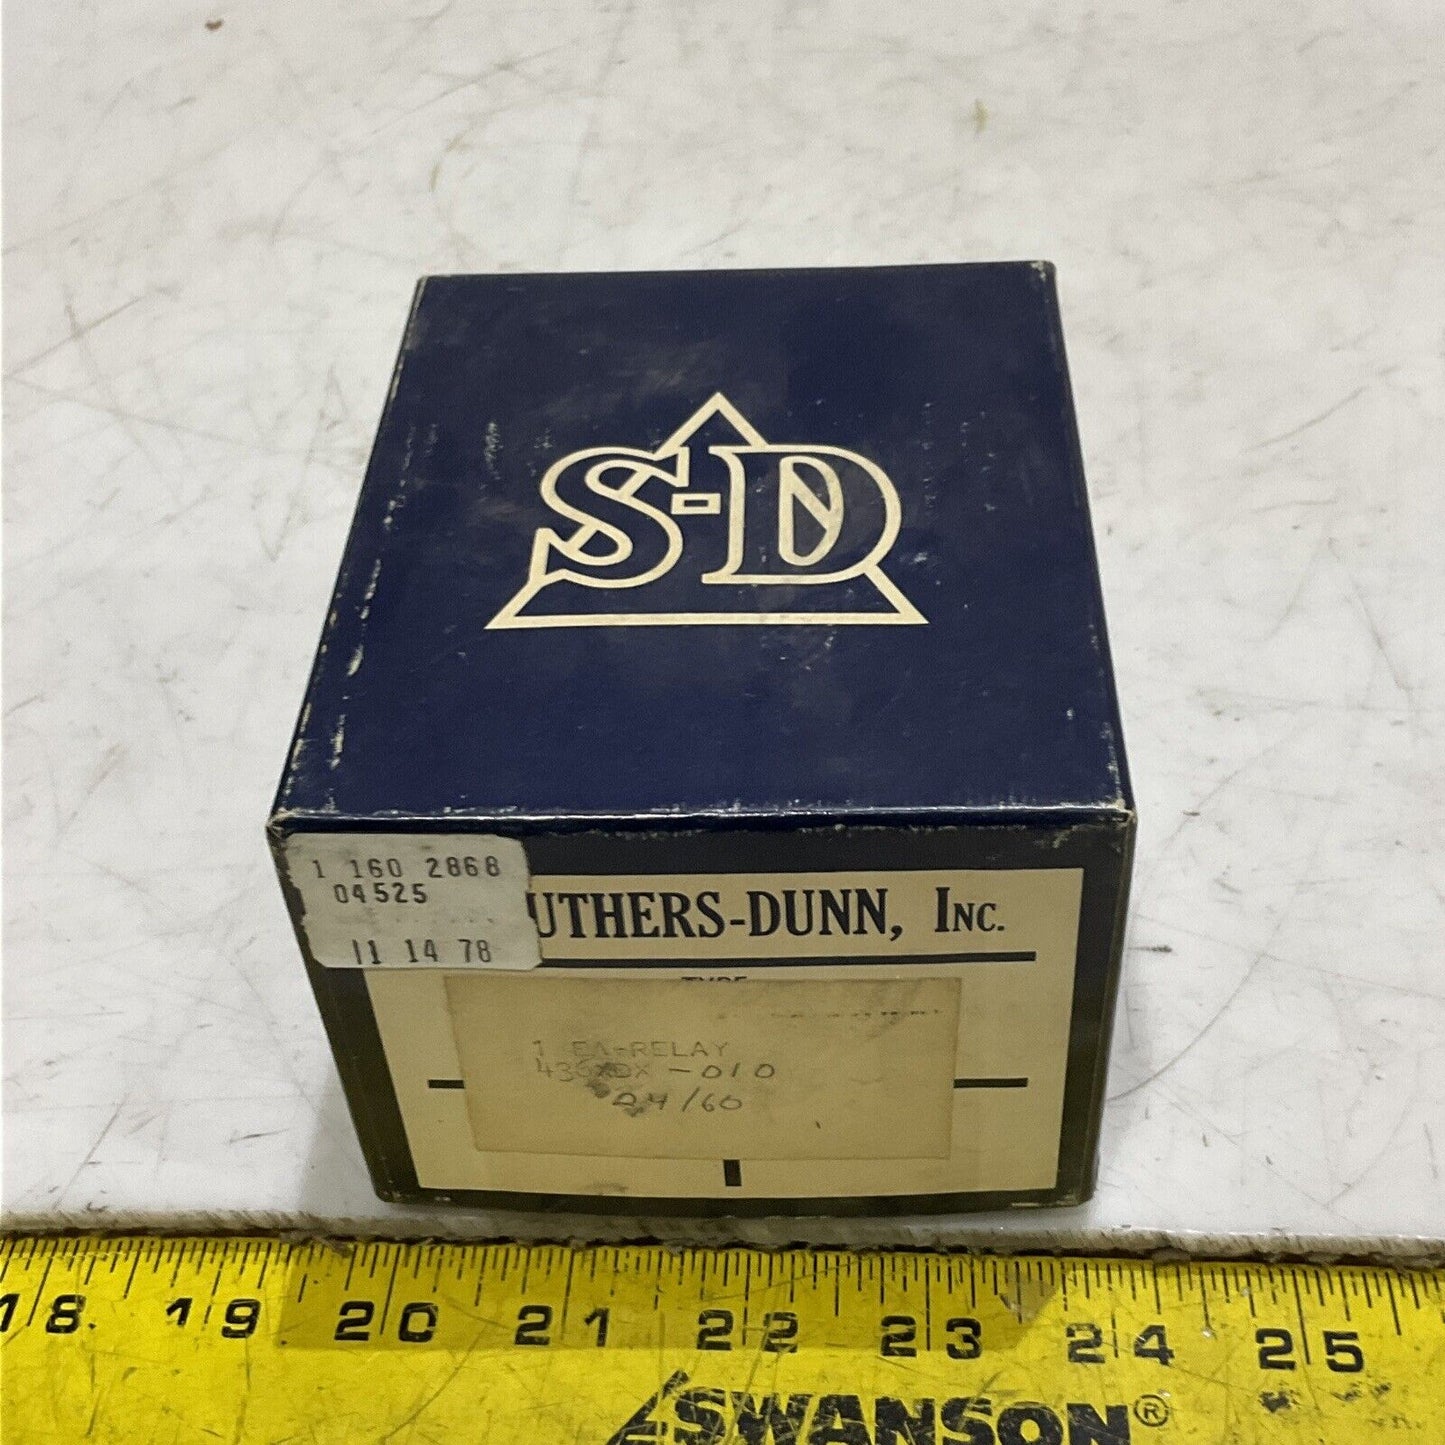 S-D
1 160 2868
04525
11 14 78
UTHERS-DUNN, INC.
1 EA-RELAY
-010
24/60
18 19 20 21 22 23 24 25
SWANSON®